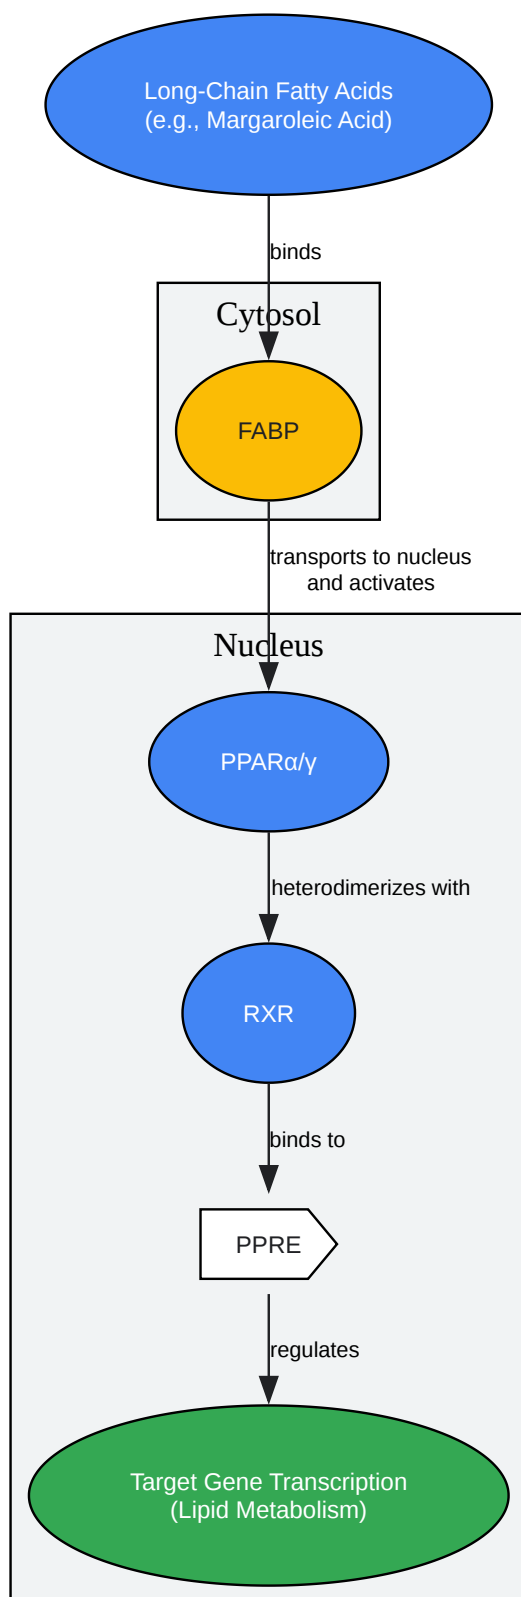 Long-Chain Fatty Acids
(e.g., Margaroleic Acid)
binds
Cytosol
FABP
transports to nucleus
and activates
Nucleus
PPARα/γ
heterodimerizes with
RXR
binds to
PPRE
regulates
Target Gene Transcription
(Lipid Metabolism)